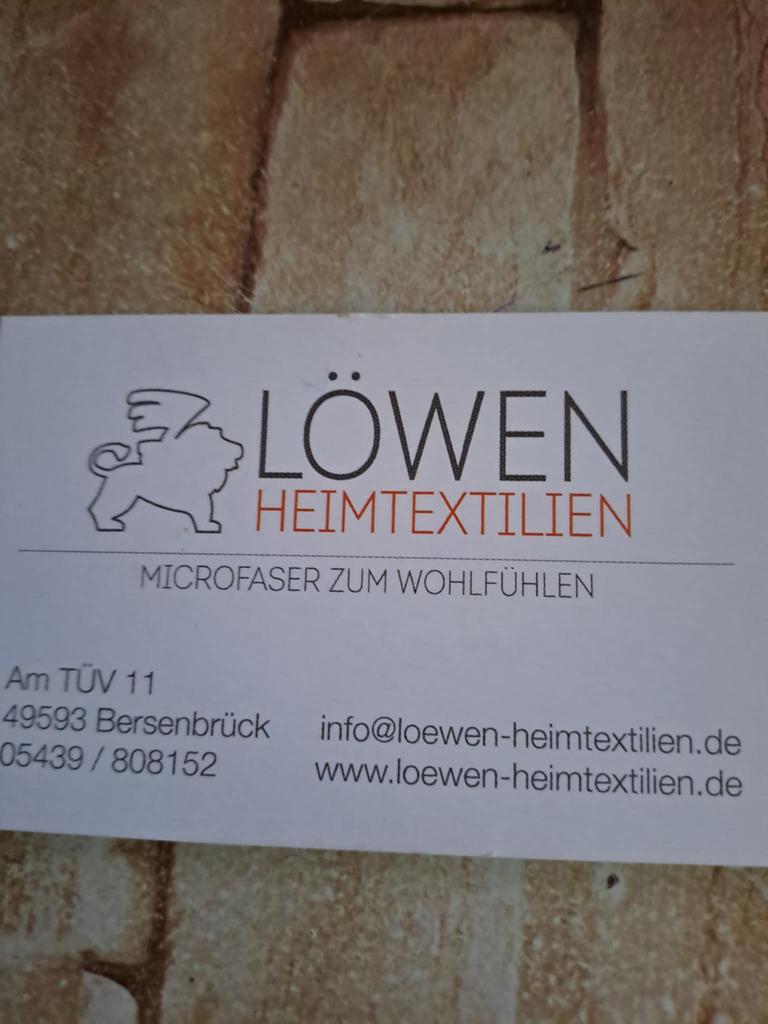 LÖWEN
HEIMTEXTILIEN
MICROFASER ZUM WOHLFÜHLEN
Am TÜV 11
49593 Bersenbrück
05439 / 808152
info@loewen-heimtextilien.de
www.loewen-heimtextilien.de